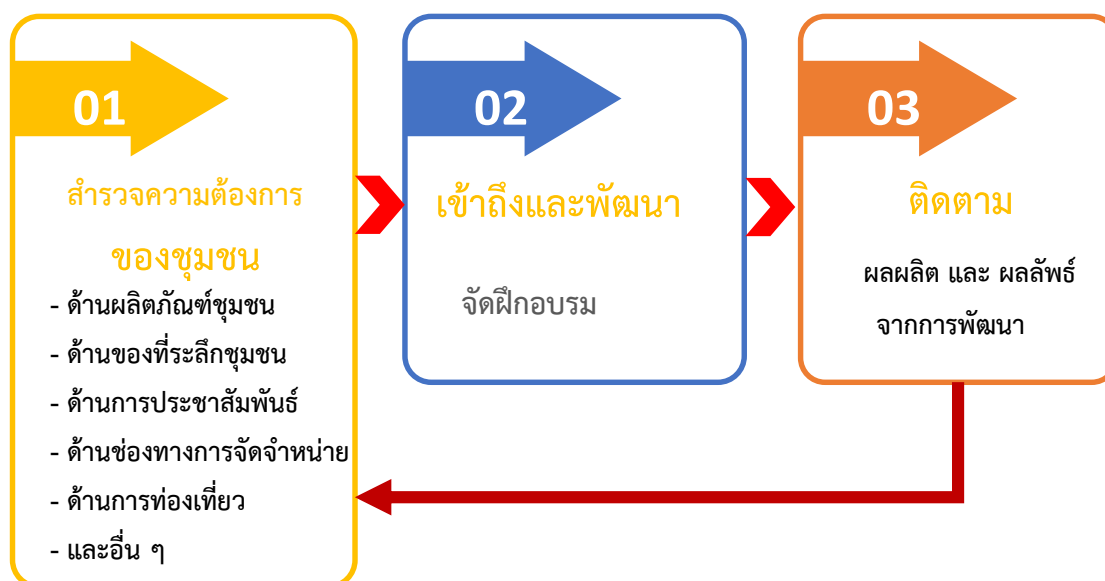 01
สำรวจความต้องการ
ของชุมชน
- ด้านผลิตภัณฑ์ชุมชน
- ด้านของที่ระลึกชุมชน
- ด้านการประชาสัมพันธ์
- ด้านช่องทางการจัดจำหน่าย
- ด้านการท่องเที่ยว
- และอื่น ๆ
02
เข้าถึงและพัฒนา
จัดฝึกอบรม
03
ติดตาม
ผลผลิต และ ผลลัพธ์
จากการพัฒนา